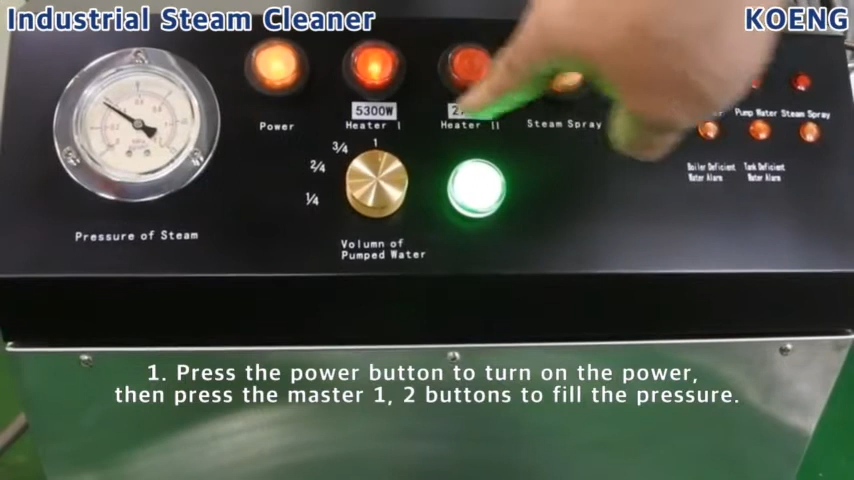 Industrial Steam Cleaner
KOENG
5300W
Power
Heater I
Heater II
Steam Spray
Pump Water
Steam Spray
3/4
1
2/4
1/4
Boiler Deficient
Water Alarm
Tank Deficient
Water Alarm
Pressure of Steam
Volumn of
Pumped Water
1. Press the power button to turn on the power,
then press the master 1, 2 buttons to fill the pressure.